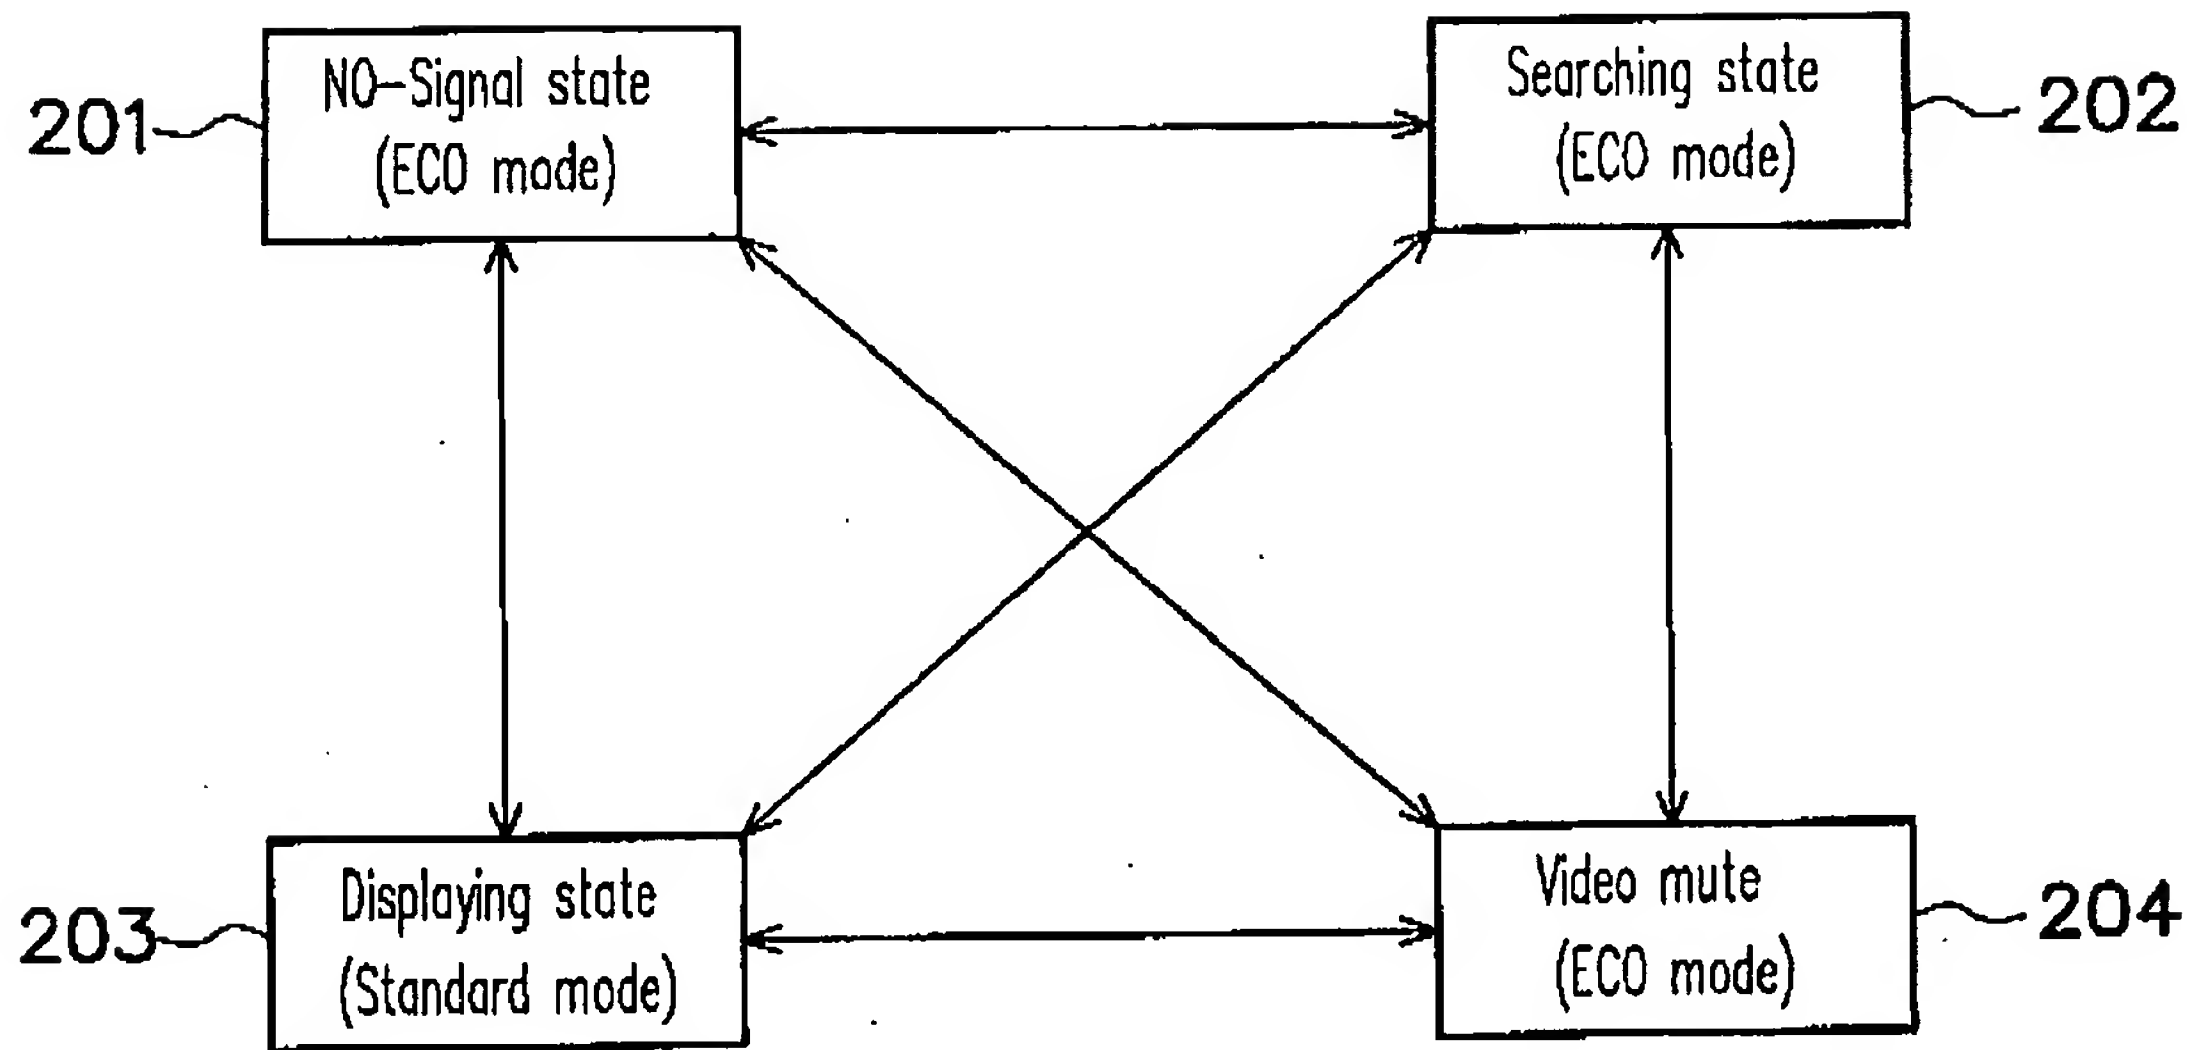 201
NO-Signal state
(ECO mode)
Searching state
(ECO mode)
202
203
Displaying state
(Standard mode)
Video mute
(ECO mode)
204